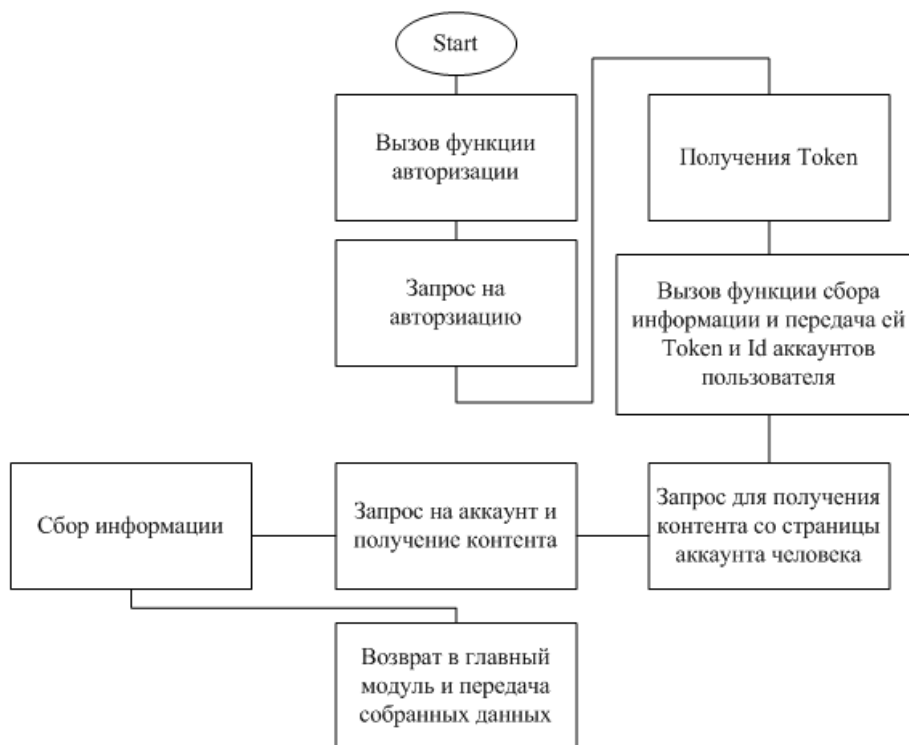 Start
Вызов функции
авторизации
Запрос на
авторзиацию
Получения Token
Вызов функции сбора
информации и передача ей
Token и Id аккаунтов
пользователя
Запрос для получения
контента со страницы
аккаунта человека
Запрос на аккаунт и
получение контента
Сбор информации
Возврат в главный
модуль и передача
собранных данных